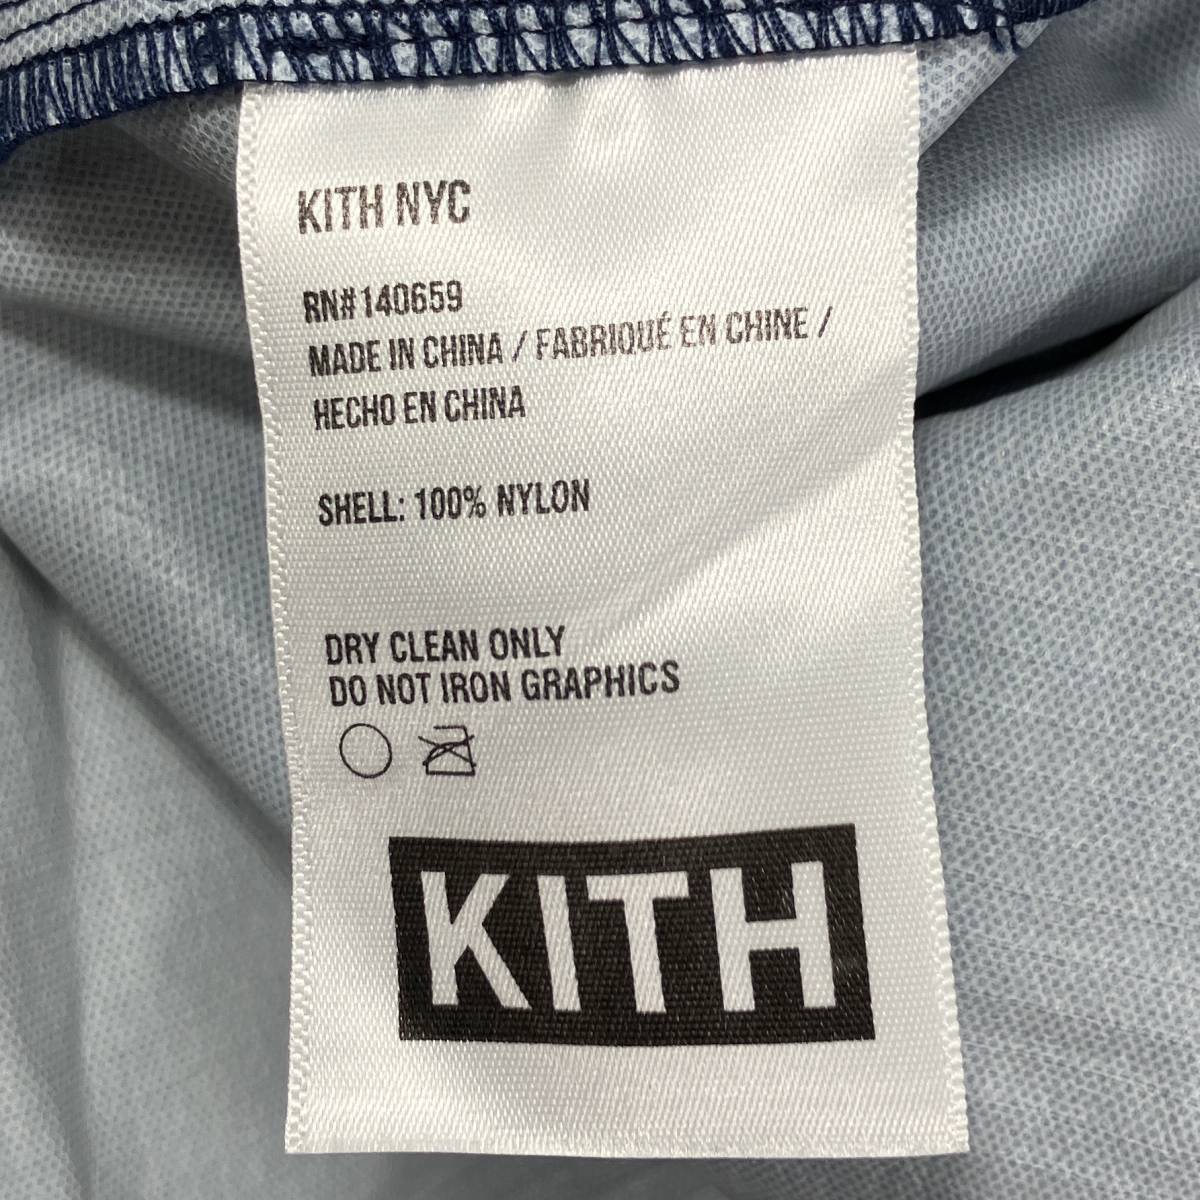 KITH NYC
RN#140659
MADE IN CHINA / FABRIQUÉ EN CHINE /
HECHO EN CHINA
SHELL: 100% NYLON
DRY CLEAN ONLY
DO NOT IRON GRAPHICS
KITH